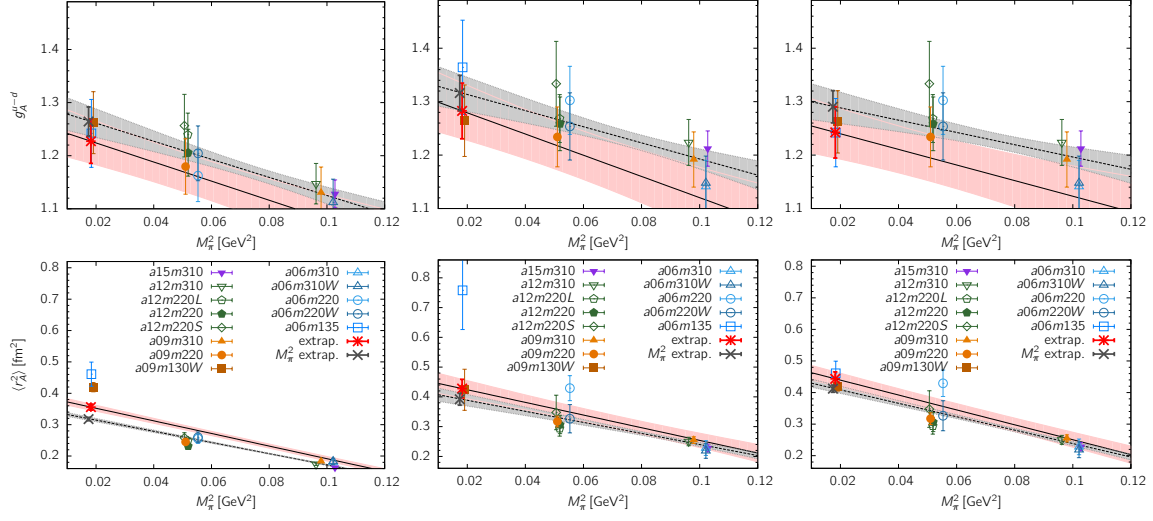 1.4
1.3
1.2
1.1
g_A^{u−d}
0.02 0.04 0.06 0.08 0.1 0.12
M_π^2 [GeV^2]
1.4
1.3
1.2
1.1
0.02 0.04 0.06 0.08 0.1 0.12
M_π^2 [GeV^2]
1.4
1.3
1.2
1.1
0.02 0.04 0.06 0.08 0.1 0.12
M_π^2 [GeV^2]
0.8
0.7
0.6
0.5
0.4
0.3
0.2
⟨r_A^2⟩ [fm^2]
a15m310
a12m310
a12m220L
a12m220
a12m220S
a09m310
a09m220
a09m130W
a06m310
a06m310W
a06m220
a06m220W
a06m135
extrap.
M_π^2 extrap.
0.02 0.04 0.06 0.08 0.1 0.12
M_π^2 [GeV^2]
0.8
0.7
0.6
0.5
0.4
0.3
0.2
a15m310
a12m310
a12m220L
a12m220
a12m220S
a09m310
a09m220
a09m130W
a06m310
a06m310W
a06m220
a06m220W
a06m135
extrap.
M_π^2 extrap.
0.02 0.04 0.06 0.08 0.1 0.12
M_π^2 [GeV^2]
0.8
0.7
0.6
0.5
0.4
0.3
0.2
a15m310
a12m310
a12m220L
a12m220
a12m220S
a09m310
a09m220
a09m130W
a06m310
a06m310W
a06m220
a06m220W
a06m135
extrap.
M_π^2 extrap.
0.02 0.04 0.06 0.08 0.1 0.12
M_π^2 [GeV^2]